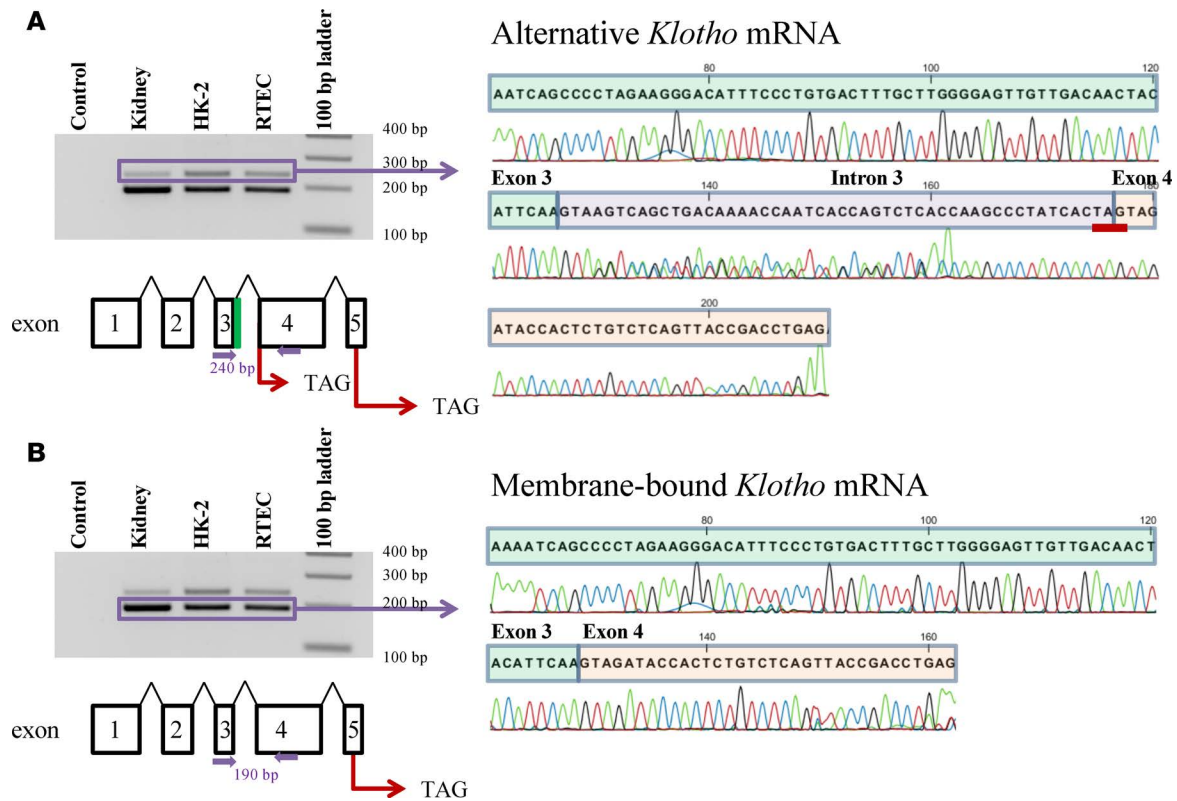 A
Control
Kidney
HK-2
RTEC
100 bp ladder
400 bp
300 bp
200 bp
100 bp
exon
1
2
3
4
5
240 bp
TAG
TAG
Alternative Klotho mRNA
80
100
120
AATCAGCCCCTAGAAGGGACATTTCCCTGTGACTTTGCTTGGGGAGTTGTTGACAACTAC
Exon 3
140
Intron 3
160
Exon 4
180
ATTCAAGTAAGTCAGCTGACAAAACCAATCACCAGTCTCACCAAGCCCTATCACTAGTAG
200
ATACCACTCTGTCTCAGTTACCGACCTGAG
B
Control
Kidney
HK-2
RTEC
100 bp ladder
400 bp
300 bp
200 bp
100 bp
exon
1
2
3
4
5
190 bp
TAG
Membrane-bound Klotho mRNA
80
100
120
AAAATCAGCCCCTAGAAGGGACATTTCCCTGTGACTTTGCTTGGGGAGTTGTTGACAACT
Exon 3
Exon 4
140
160
ACATTCAAGTAGATACCACTCTGTCTCAGTTACCGACCTGAG